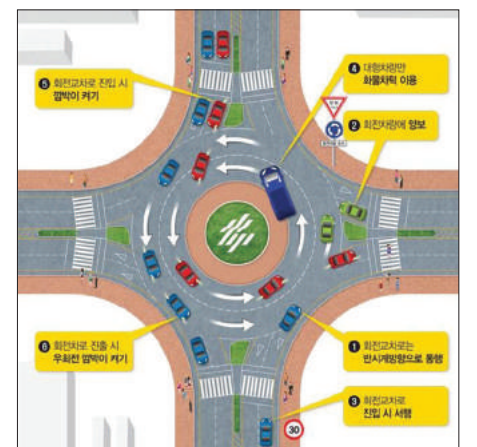 ❺ 회전교차로 진입 시
깜박이 켜기
❹ 대형차량만
화물차턱 이용
❷ 회전차량에 양보
❻ 회전차로 진출 시
우회전 깜박이 켜기
❶ 회전교차로는
반시계방향으로 통행
❸ 회전교차로
진입 시 서행
30